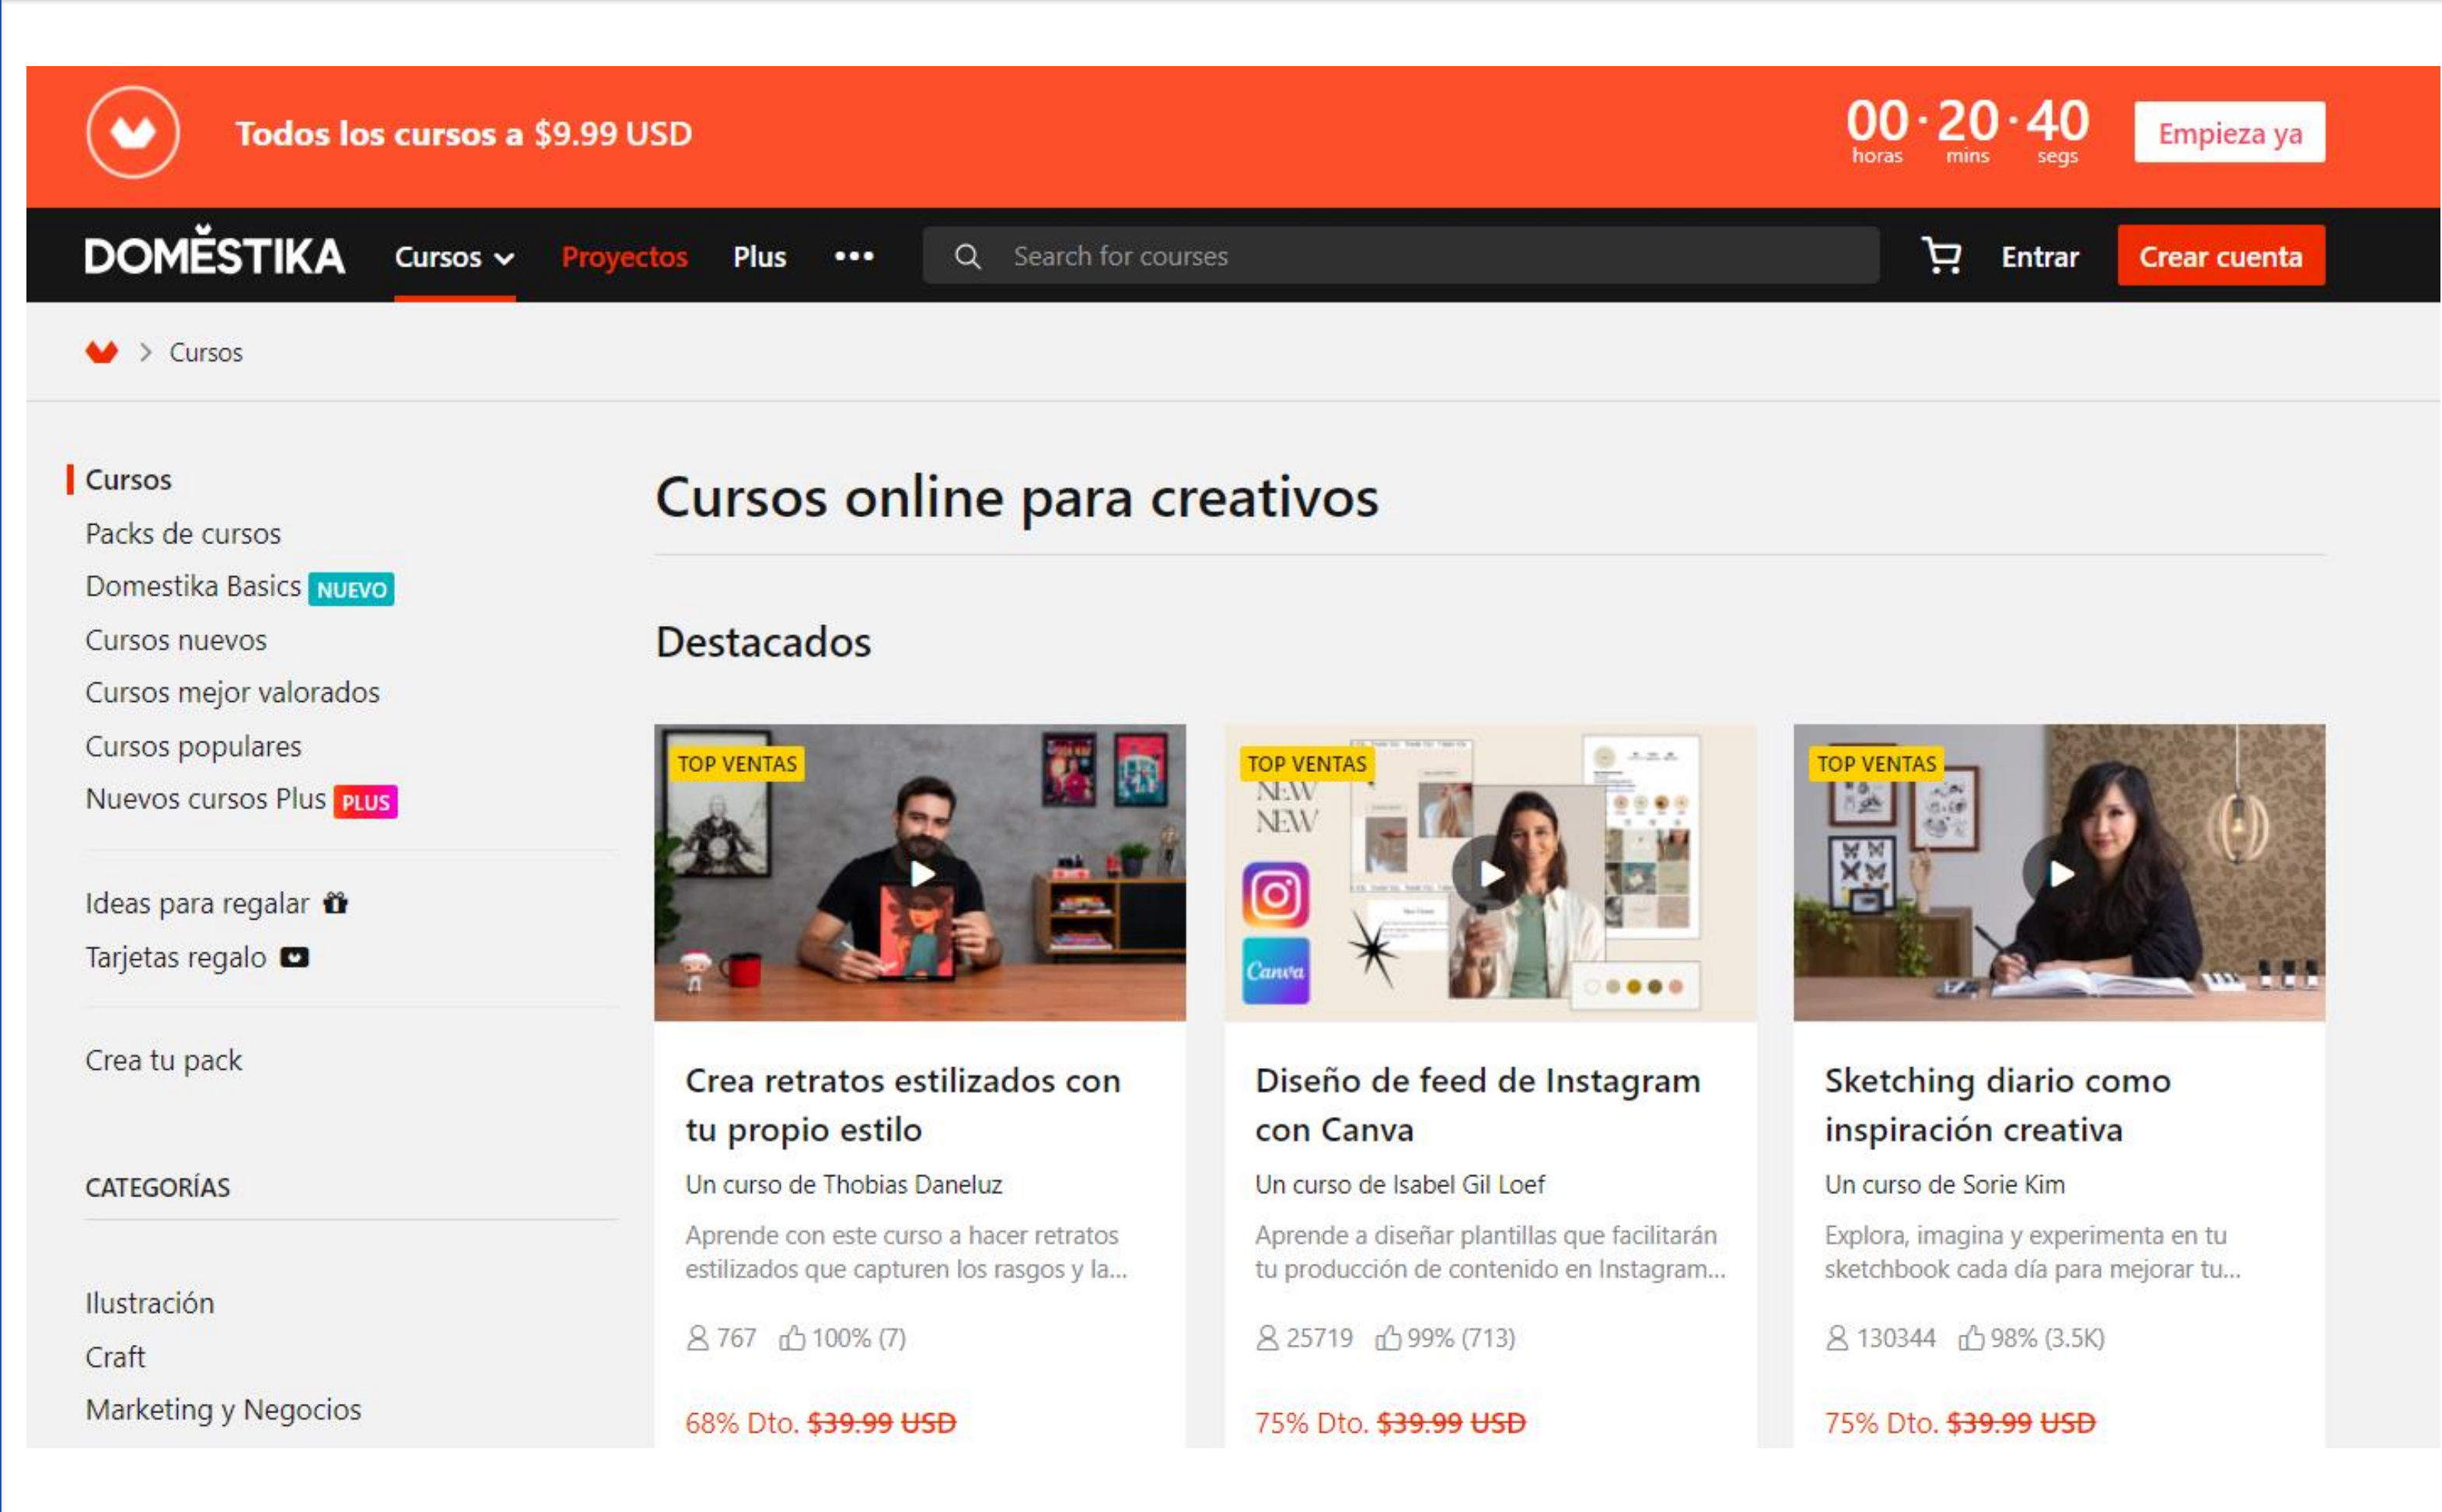 Todos los cursos a $9.99 USD
00 · 20 · 40
horas mins segs
Empieza ya
DOMĔSTIKA
Cursos
Proyectos
Plus
•••
Search for courses
Entrar
Crear cuenta
> Cursos
Cursos
Packs de cursos
Domestika Basics NUEVO
Cursos nuevos
Cursos mejor valorados
Cursos populares
Nuevos cursos Plus PLUS
Ideas para regalar
Tarjetas regalo
Crea tu pack
CATEGORÍAS
Ilustración
Craft
Marketing y Negocios
Cursos online para creativos
Destacados
TOP VENTAS
Crea retratos estilizados con
tu propio estilo
Un curso de Thobias Daneluz
Aprende con este curso a hacer retratos
estilizados que capturen los rasgos y la...
767 100% (7)
68% Dto. $39.99 USD
TOP VENTAS
NEW
NEW
Canva
Diseño de feed de Instagram
con Canva
Un curso de Isabel Gil Loef
Aprende a diseñar plantillas que facilitarán
tu producción de contenido en Instagram...
25719 99% (713)
75% Dto. $39.99 USD
TOP VENTAS
Sketching diario como
inspiración creativa
Un curso de Sorie Kim
Explora, imagina y experimenta en tu
sketchbook cada día para mejorar tu...
130344 98% (3.5K)
75% Dto. $39.99 USD